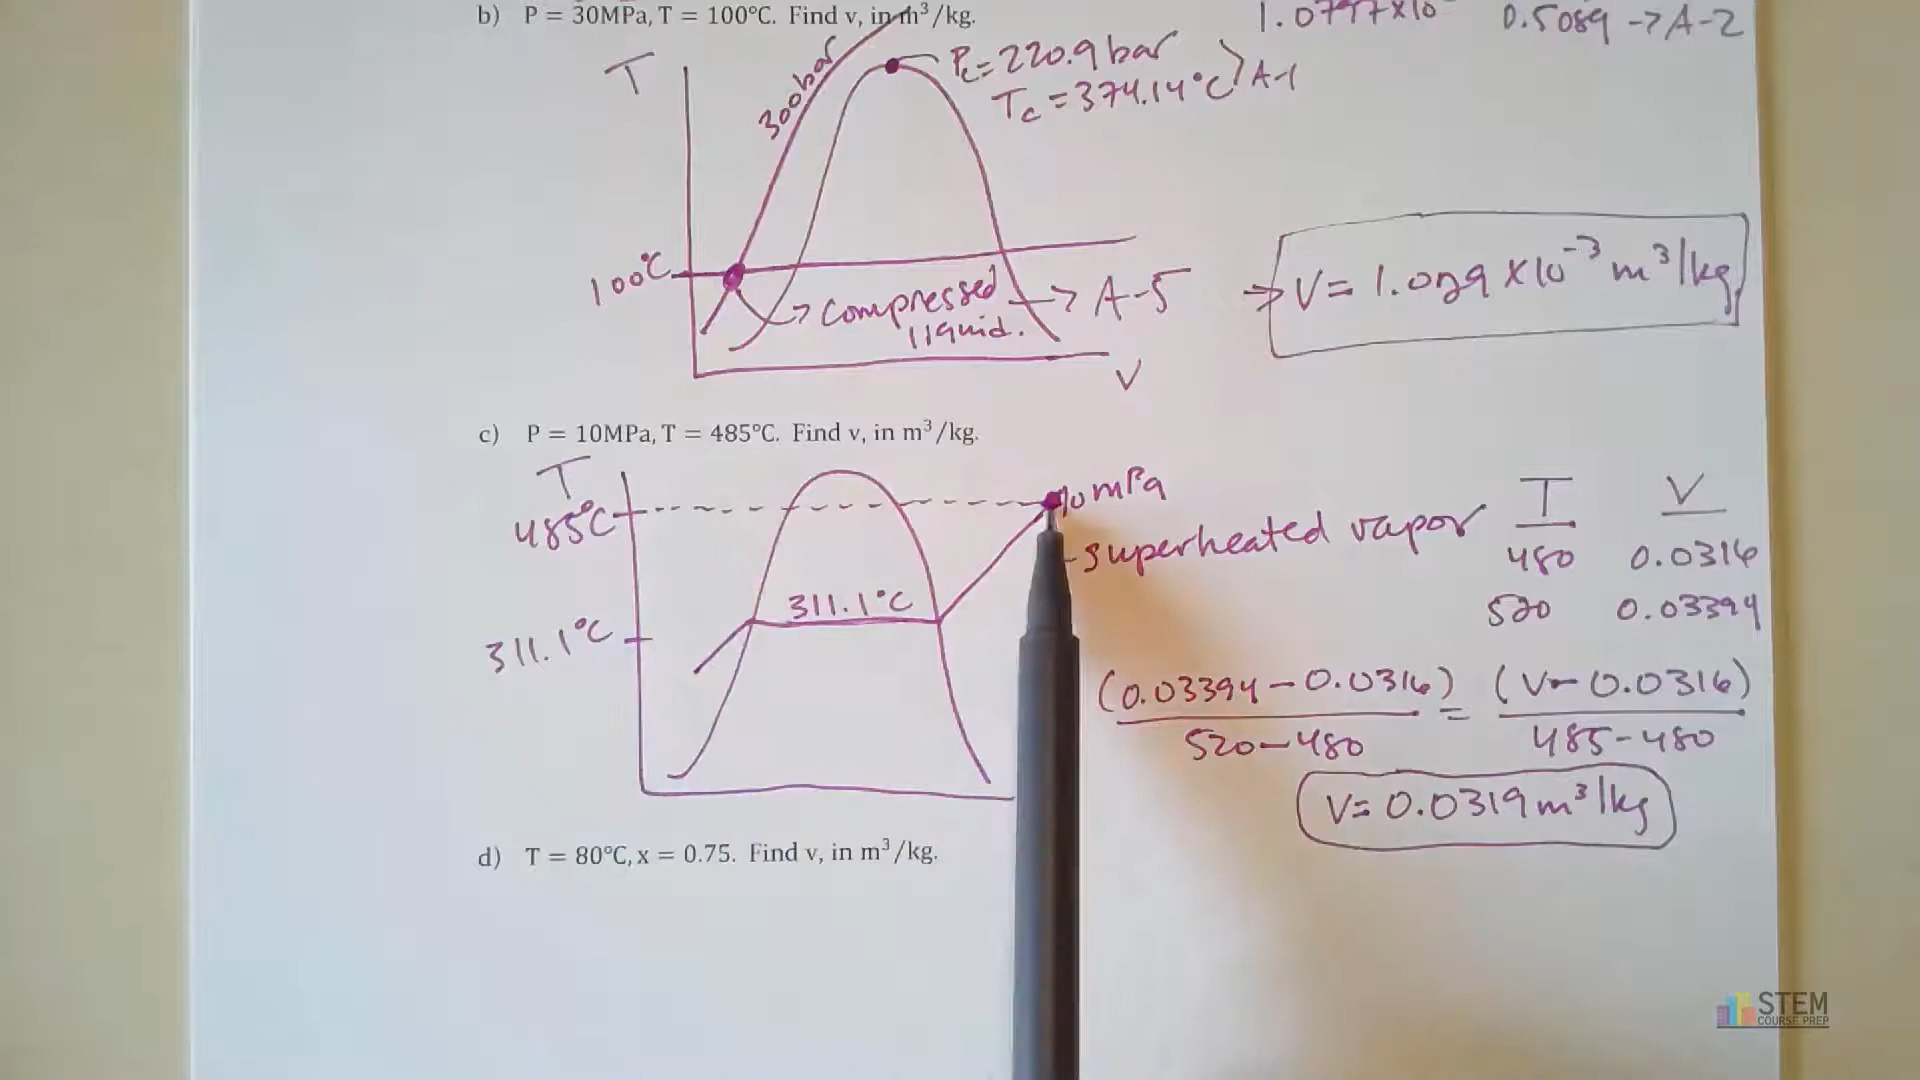 b) P = 30MPa, T = 100°C. Find v, in m³/kg.
0.5089 -> A-2
T
300bar
Pc = 220.9 bar
Tc = 374.14°C
A-1
100°C
compressed
liquid.
-> A-5
-> V = 1.029 x10⁻³ m³/kg
V
c) P = 10MPa, T = 485°C. Find v, in m³/kg.
T
485°C
10 mPa
superheated vapor
T V
480 0.0316
520 0.03394
311.1°C
311.1°C
(0.03394 - 0.0316) = (V - 0.0316)
520 - 480 485 - 480
V = 0.0319 m³/kg
d) T = 80°C, x = 0.75. Find v, in m³/kg.
STEM
COURSE PREP